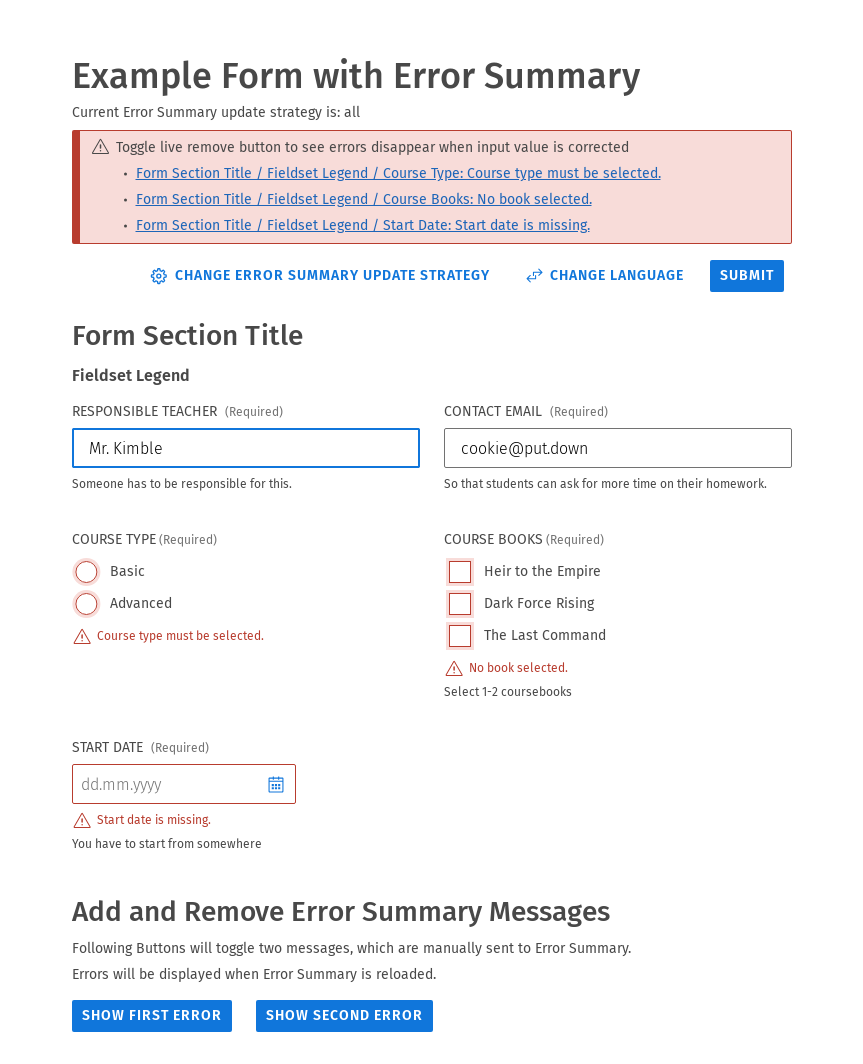 Example Form with Error Summary
Current Error Summary update strategy is: all
Toggle live remove button to see errors disappear when input value is corrected
• Form Section Title / Fieldset Legend / Course Type: Course type must be selected.
• Form Section Title / Fieldset Legend / Course Books: No book selected.
• Form Section Title / Fieldset Legend / Start Date: Start date is missing.
CHANGE ERROR SUMMARY UPDATE STRATEGY CHANGE LANGUAGE SUBMIT
Form Section Title
Fieldset Legend
RESPONSIBLE TEACHER (Required)
Mr. Kimble
Someone has to be responsible for this.
CONTACT EMAIL (Required)
cookie@put.down
So that students can ask for more time on their homework.
COURSE TYPE (Required)
Basic
Advanced
Course type must be selected.
COURSE BOOKS (Required)
Heir to the Empire
Dark Force Rising
The Last Command
No book selected.
Select 1-2 coursebooks
START DATE (Required)
dd.mm.yyyy
Start date is missing.
You have to start from somewhere
Add and Remove Error Summary Messages
Following Buttons will toggle two messages, which are manually sent to Error Summary.
Errors will be displayed when Error Summary is reloaded.
SHOW FIRST ERROR SHOW SECOND ERROR